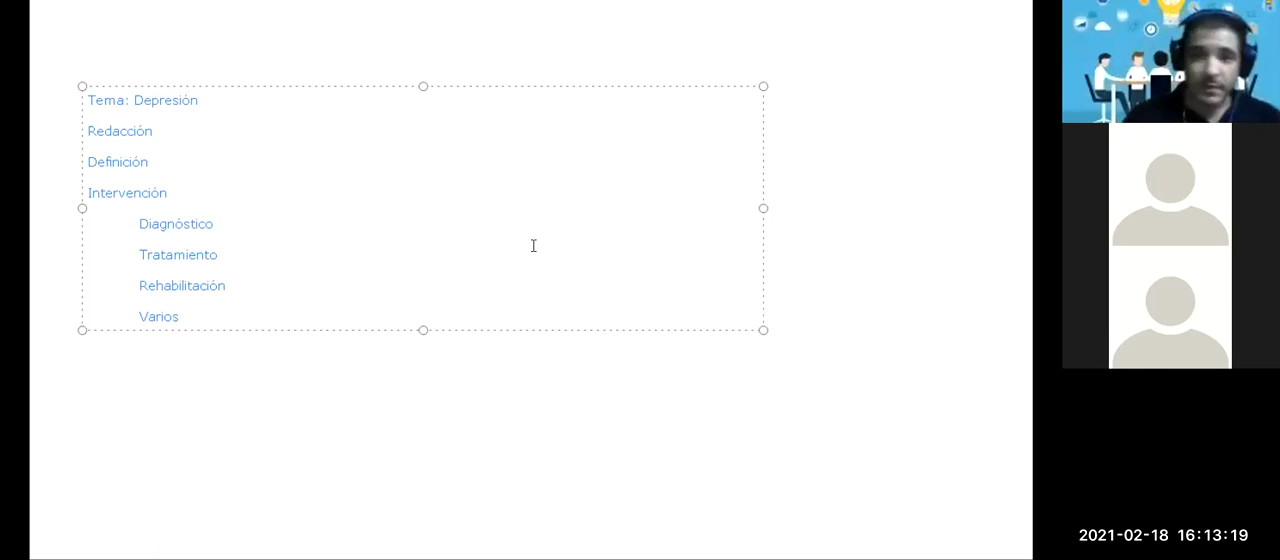 Tema: Depresión
Redacción
Definición
Intervención
Diagnóstico
Tratamiento
Rehabilitación
Varios
2021-02-18 16:13:19